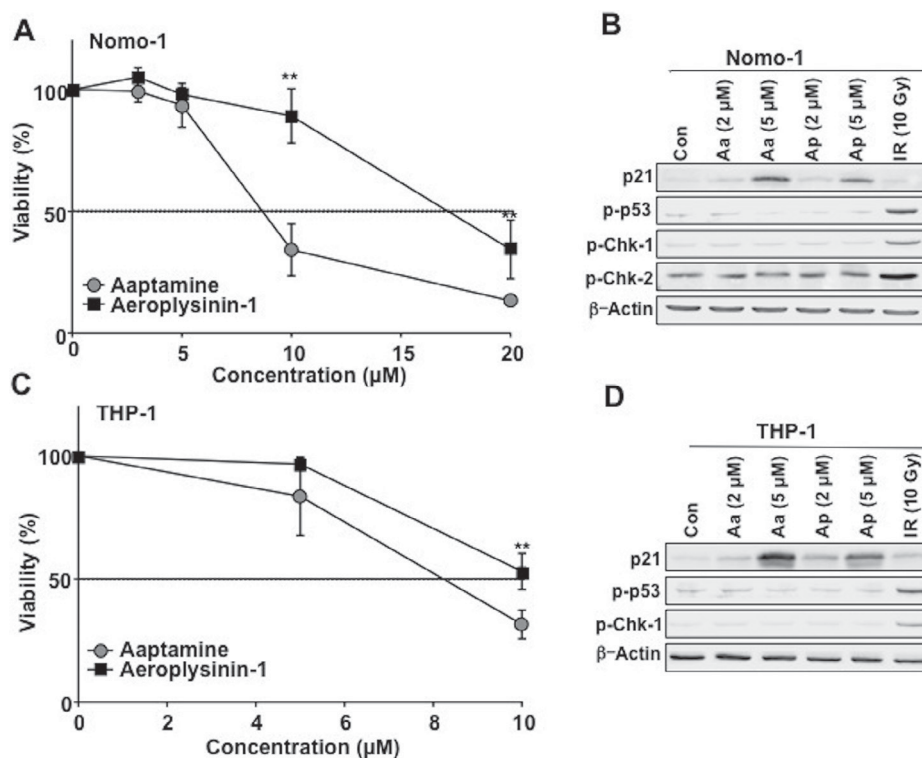 A
Nomo-1
**
**
100
50
0
Viability (%)
Aaptamine
Aeroplysinin-1
0
5
10
15
20
Concentration (µM)
B
Nomo-1
Con
Aa (2 µM)
Aa (5 µM)
Ap (2 µM)
Ap (5 µM)
IR (10 Gy)
p21
p-p53
p-Chk-1
p-Chk-2
β-Actin
C
THP-1
**
100
50
0
Viability (%)
Aaptamine
Aeroplysinin-1
0
2
4
6
8
10
Concentration (µM)
D
THP-1
Con
Aa (2 µM)
Aa (5 µM)
Ap (2 µM)
Ap (5 µM)
IR (10 Gy)
p21
p-p53
p-Chk-1
β-Actin